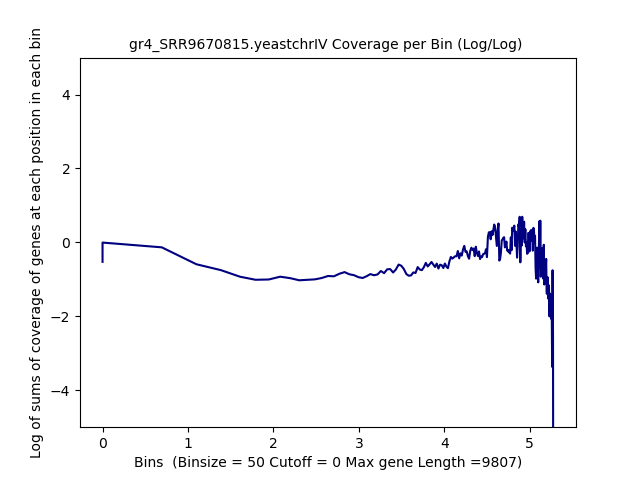 gr4_SRR9670815.yeastchrIV Coverage per Bin (Log/Log)
Log of sums of coverage of genes at each position in each bin
4
2
0
−2
−4
0 1 2 3 4 5
Bins  (Binsize = 50 Cutoff = 0 Max gene Length =9807)